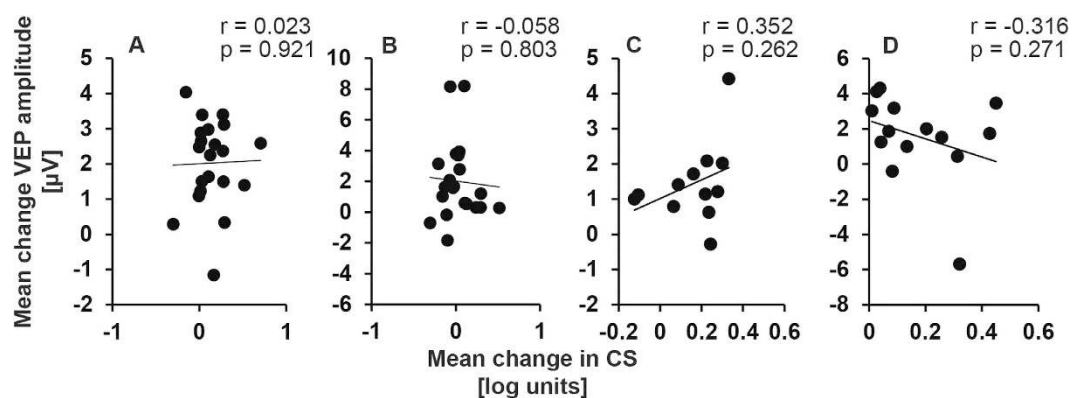 r = 0.023
p = 0.921
r = -0.058
p = 0.803
r = 0.352
p = 0.262
r = -0.316
p = 0.271
A
B
C
D
Mean change VEP amplitude
[µV]
5
4
3
2
1
0
-1
-2
-1 0 1
10
8
6
4
2
0
-2
-4
-6
-1 0 1
5
4
3
2
1
0
-1
-2
-0.2 0 0.2 0.4 0.6
6
4
2
0
-2
-4
-6
-8
0 0.2 0.4 0.6
Mean change in CS
[log units]